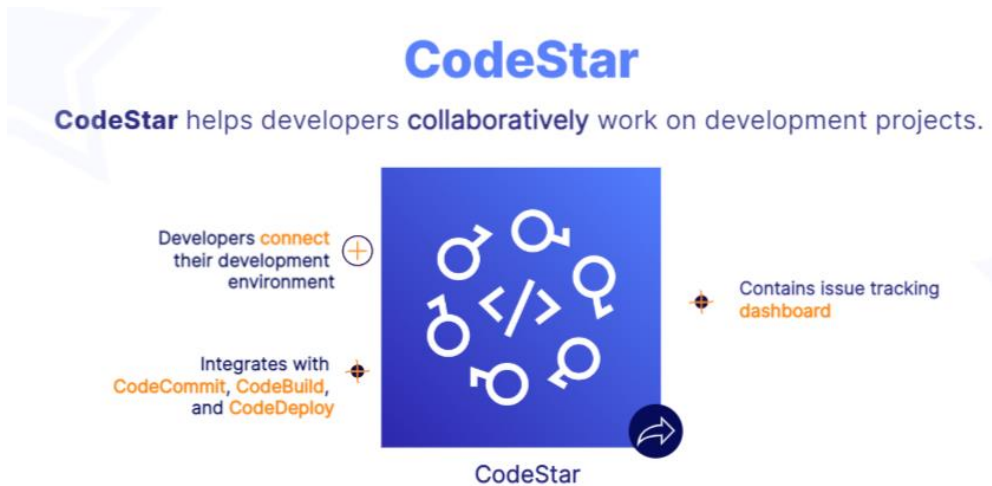 CodeStar
CodeStar helps developers collaboratively work on development projects.
Developers connect
their development
environment
Integrates with
CodeCommit, CodeBuild,
and CodeDeploy
</>
Contains issue tracking
dashboard
CodeStar